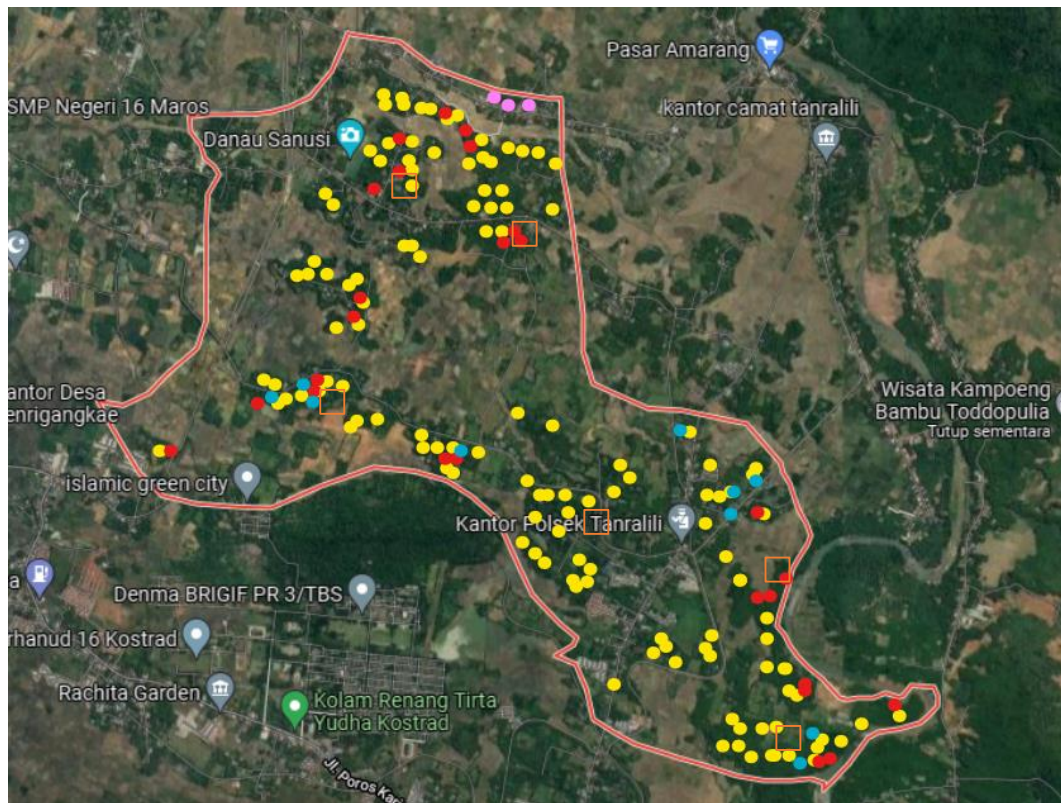 Pasar Amarang
SMP Negeri 16 Maros
kantor camat tanralili
Danau Sanusi
antor Desa
enrigangkae
Wisata Kampoeng
Bambu Toddopulia
Tutup sementara
islamic green city
Kantor Polsek Tanralili
a
Denma BRIGIF PR 3/TBS
rhanud 16 Kostrad
Rachita Garden
Kolam Renang Tirta
Yudha Kostrad
Jl. Poros Kari